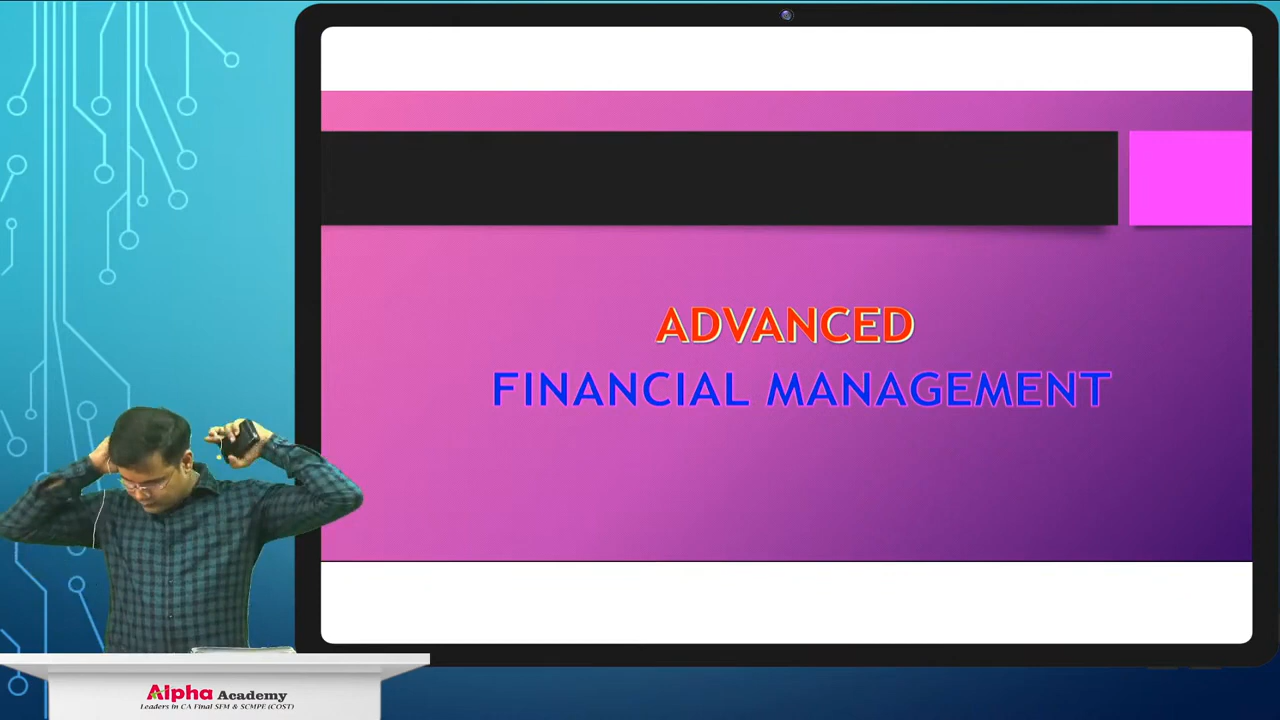 ADVANCED
FINANCIAL MANAGEMENT
Alpha Academy
Leaders in CA Final SFM & SCMPE (COST)